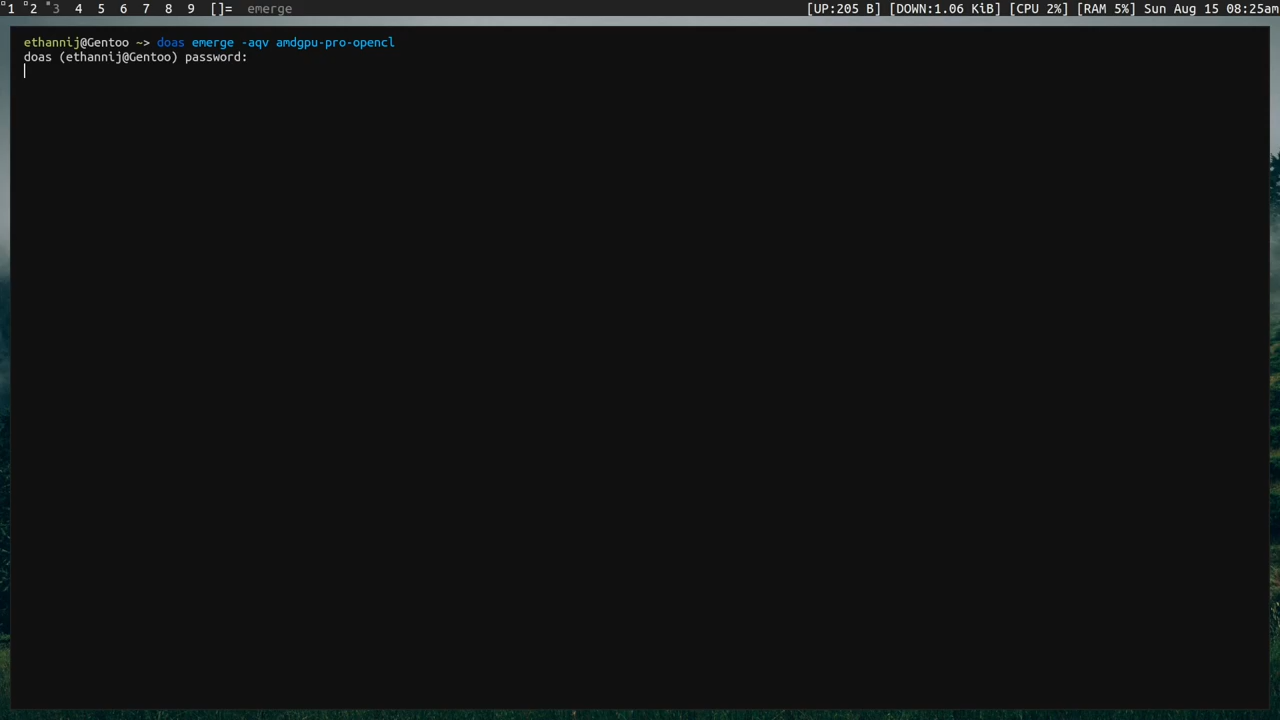 1 2 3 4 5 6 7 8 9 []= emerge [UP:205 B] [DOWN:1.06 KiB] [CPU 2%] [RAM 5%] Sun Aug 15 08:25am
ethannij@Gentoo ~> doas emerge -aqv amdgpu-pro-opencl
doas (ethannij@Gentoo) password: